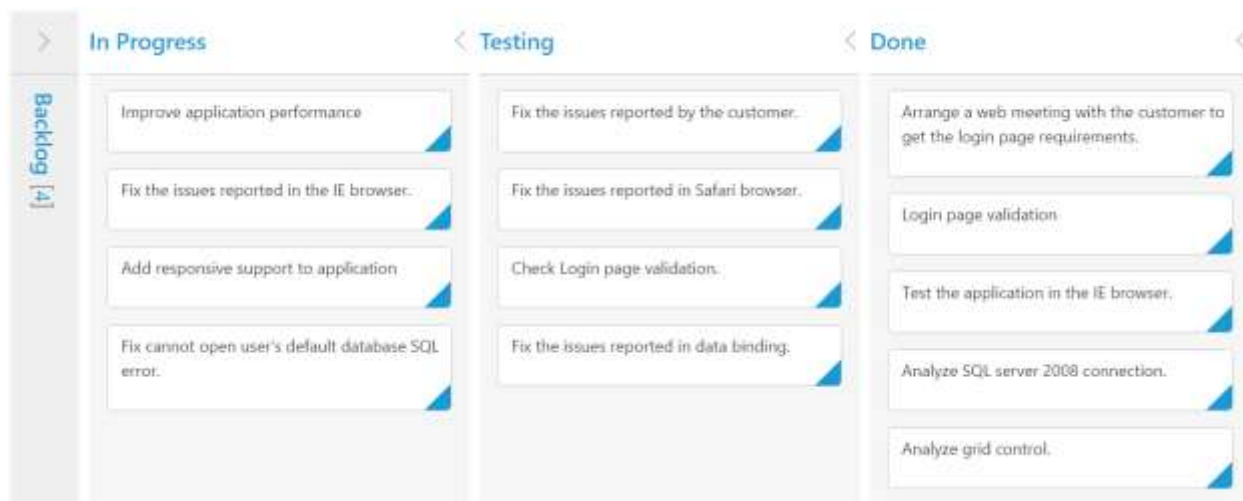 In Progress
Testing
Done
Backlog [4]
Improve application performance
Fix the issues reported in the IE browser.
Add responsive support to application
Fix cannot open user's default database SQL
error.
Fix the issues reported by the customer.
Fix the issues reported in Safari browser.
Check Login page validation.
Fix the issues reported in data binding.
Arrange a web meeting with the customer to
get the login page requirements.
Login page validation
Test the application in the IE browser.
Analyze SQL server 2008 connection.
Analyze grid control.